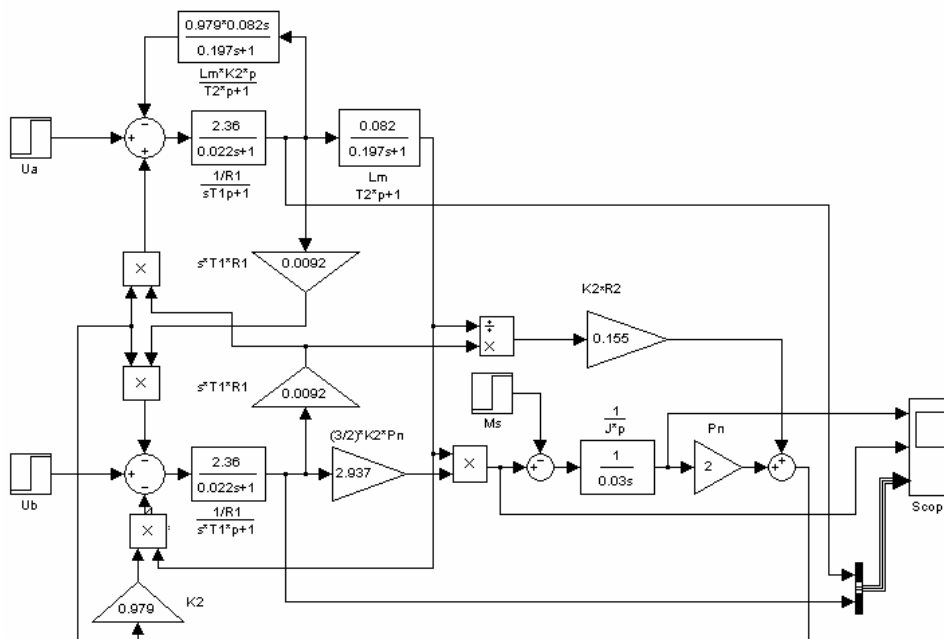 0.979*0.082s
0.197s+1
Lm*K2*p
T2*p+1
Ua
−
+
+
2.36
0.022s+1
1/R1
sT1p+1
0.082
0.197s+1
Lm
T2*p+1
s*T1*R1
0.0092
×
K2*R2
÷
×
0.155
×
s*T1*R1
0.0092
Ms
1
J*p
Pn
(3/2)*K2*Pn
Ub
−
+
−
2.36
0.022s+1
1/R1
s*T1*p+1
2.937
×
−
+
1
0.03s
2
+
+
Scop
×
0.979
K2